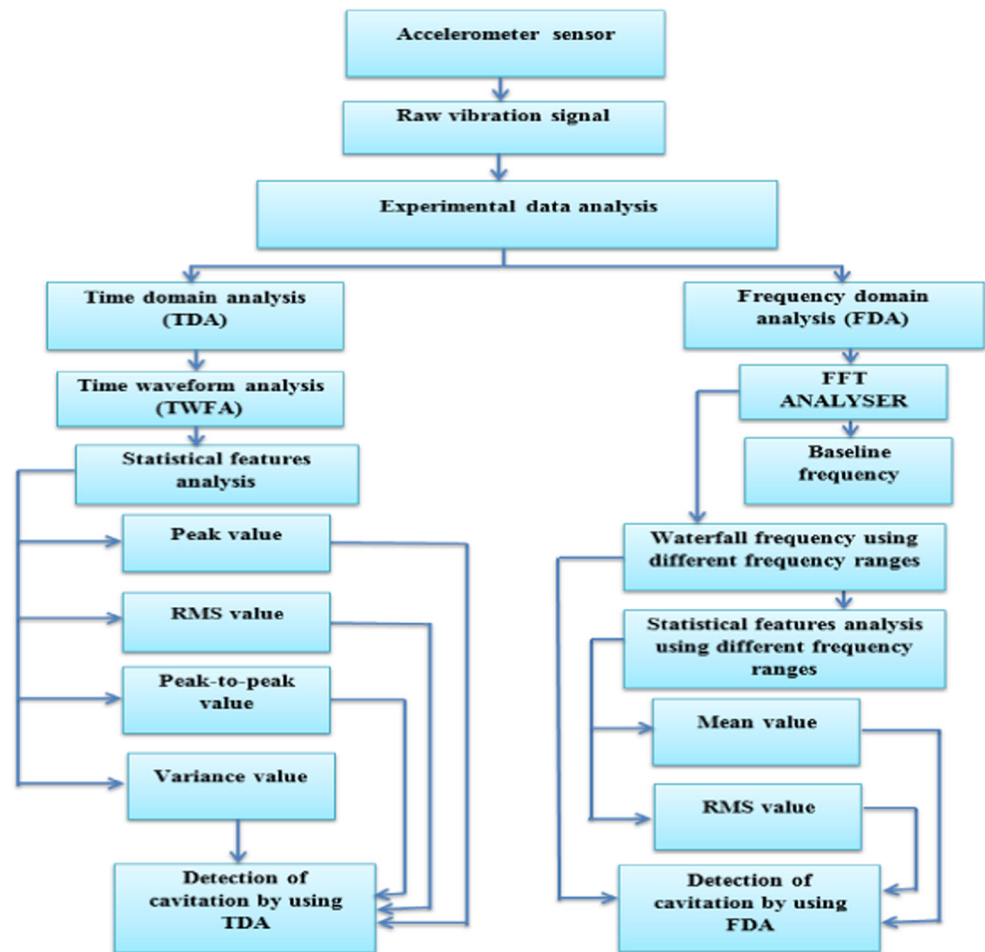 Accelerometer sensor
Raw vibration signal
Experimental data analysis
Time domain analysis
(TDA)
Time waveform analysis
(TWFA)
Statistical features
analysis
Peak value
RMS value
Peak-to-peak
value
Variance value
Detection of
cavitation by using
TDA
Frequency domain
analysis (FDA)
FFT
ANALYSER
Baseline
frequency
Waterfall frequency using
different frequency ranges
Statistical features analysis
using different frequency
ranges
Mean value
RMS value
Detection of
cavitation by using
FDA